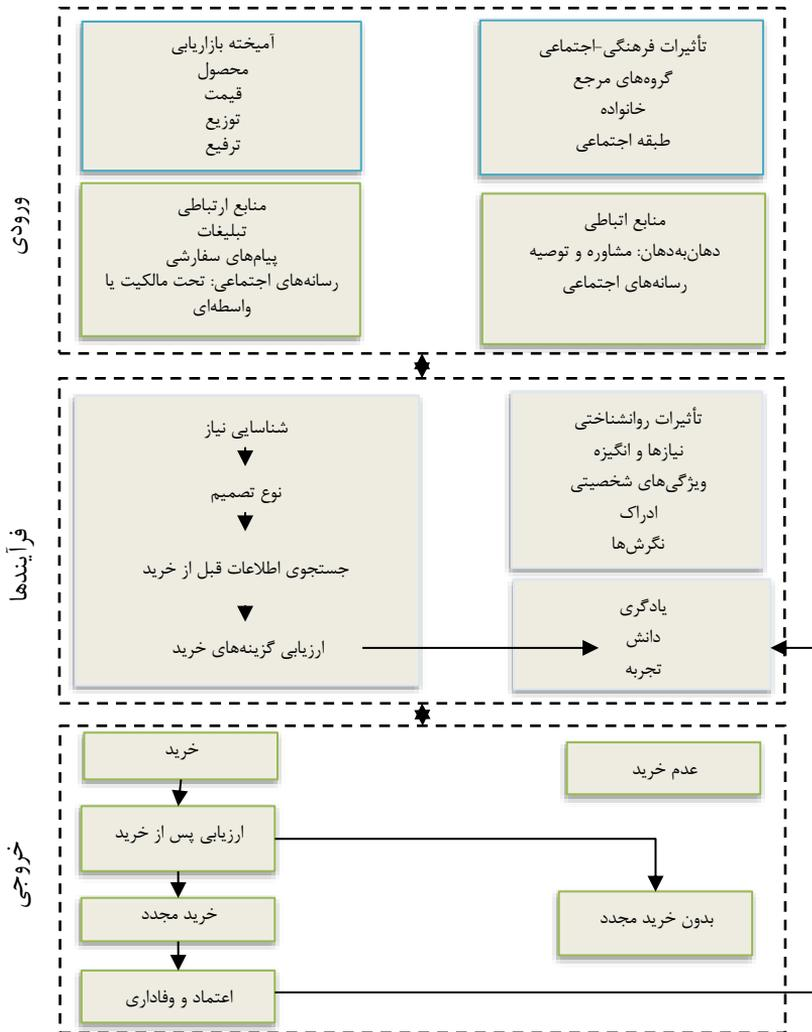 ورودی
تأثیرات فرهنگی-اجتماعی
گروه‌های مرجع
خانواده
طبقه اجتماعی
آمیخته بازاریابی
محصول
قیمت
توزیع
ترفیع
منابع اتباطی
دهان‌به‌دهان: مشاوره و توصیه
رسانه‌های اجتماعی
منابع ارتباطی
تبلیغات
پیام‌های سفارشی
رسانه‌های اجتماعی: تحت مالکیت یا
واسطه‌ای
فرآیندها
تأثیرات روانشناختی
نیازها و انگیزه
ویژگی‌های شخصیتی
ادراک
نگرش‌ها
یادگری
دانش
تجربه
شناسایی نیاز
نوع تصمیم
جستجوی اطلاعات قبل از خرید
ارزیابی گزینه‌های خرید
خروجی
عدم خرید
بدون خرید مجدد
خرید
ارزیابی پس از خرید
خرید مجدد
اعتماد و وفاداری